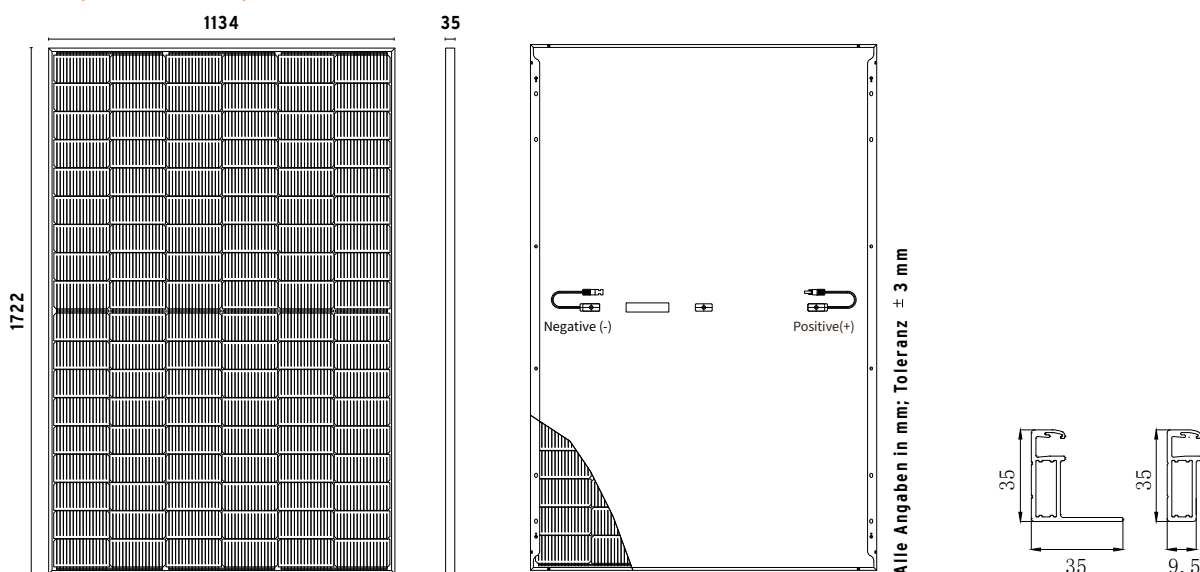 1134
35
1722
Negative (-)
Positive(+)
Alle Angaben in mm; Toleranz ± 3 mm
35
35
35
9.5